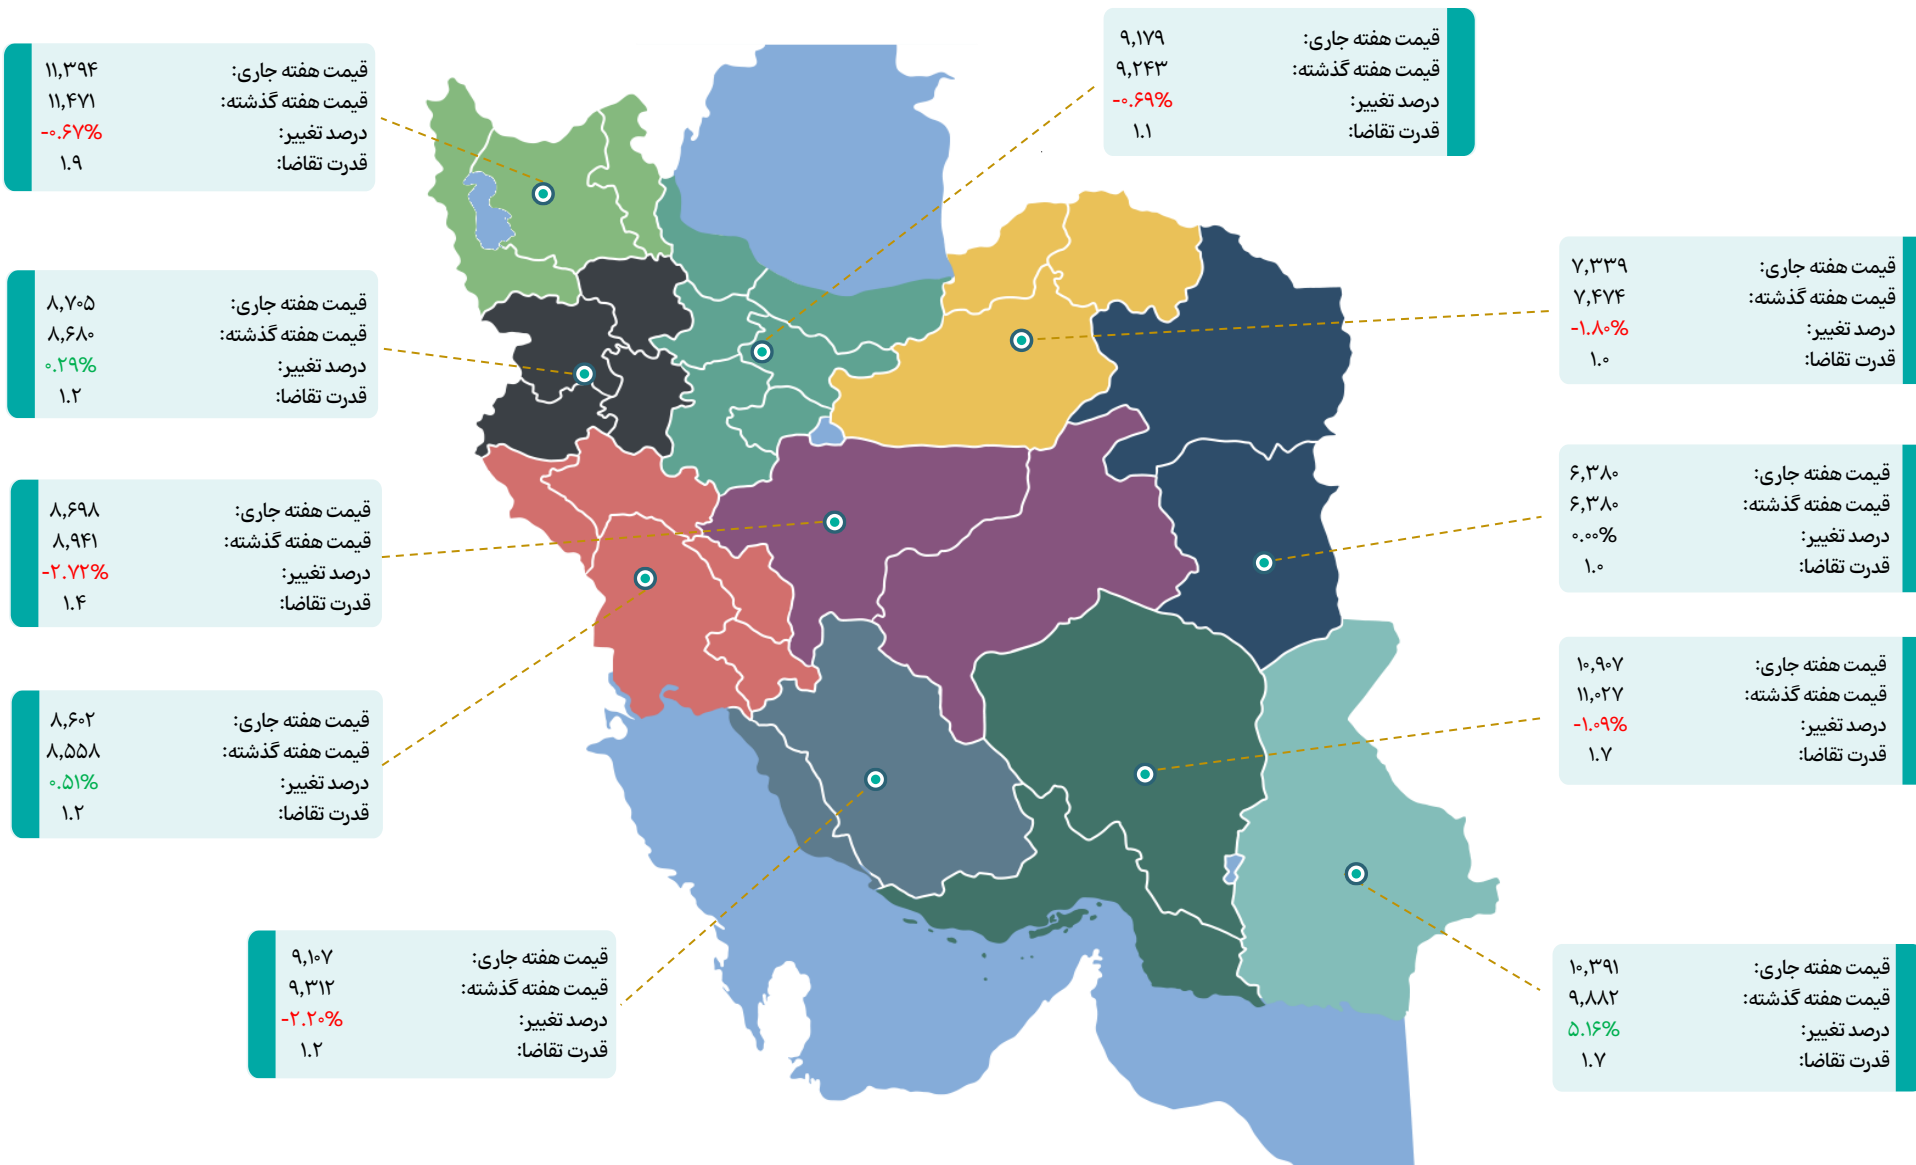 قیمت هفته جاری: ۱۱,۳۹۴
قیمت هفته گذشته: ۱۱,۴۷۱
درصد تغییر: -۰.۶۷%
قدرت تقاضا: ۱.۹
قیمت هفته جاری: ۹,۱۷۹
قیمت هفته گذشته: ۹,۲۴۳
درصد تغییر: -۰.۶۹%
قدرت تقاضا: ۱.۱
قیمت هفته جاری: ۷,۳۳۹
قیمت هفته گذشته: ۷,۴۷۴
درصد تغییر: -۱.۸۰%
قدرت تقاضا: ۱.۰
قیمت هفته جاری: ۸,۷۰۵
قیمت هفته گذشته: ۸,۶۸۰
درصد تغییر: ۰.۲۹%
قدرت تقاضا: ۱.۲
قیمت هفته جاری: ۶,۳۸۰
قیمت هفته گذشته: ۶,۳۸۰
درصد تغییر: ۰.۰۰%
قدرت تقاضا: ۱.۰
قیمت هفته جاری: ۸,۶۹۸
قیمت هفته گذشته: ۸,۹۴۱
درصد تغییر: -۲.۷۲%
قدرت تقاضا: ۱.۴
قیمت هفته جاری: ۱۰,۹۰۷
قیمت هفته گذشته: ۱۱,۰۲۷
درصد تغییر: -۱.۰۹%
قدرت تقاضا: ۱.۷
قیمت هفته جاری: ۸,۶۰۲
قیمت هفته گذشته: ۸,۵۵۸
درصد تغییر: ۰.۵۱%
قدرت تقاضا: ۱.۲
قیمت هفته جاری: ۹,۱۰۷
قیمت هفته گذشته: ۹,۳۱۲
درصد تغییر: -۲.۲۰%
قدرت تقاضا: ۱.۲
قیمت هفته جاری: ۱۰,۳۹۱
قیمت هفته گذشته: ۹,۸۸۲
درصد تغییر: ۵.۱۶%
قدرت تقاضا: ۱.۷